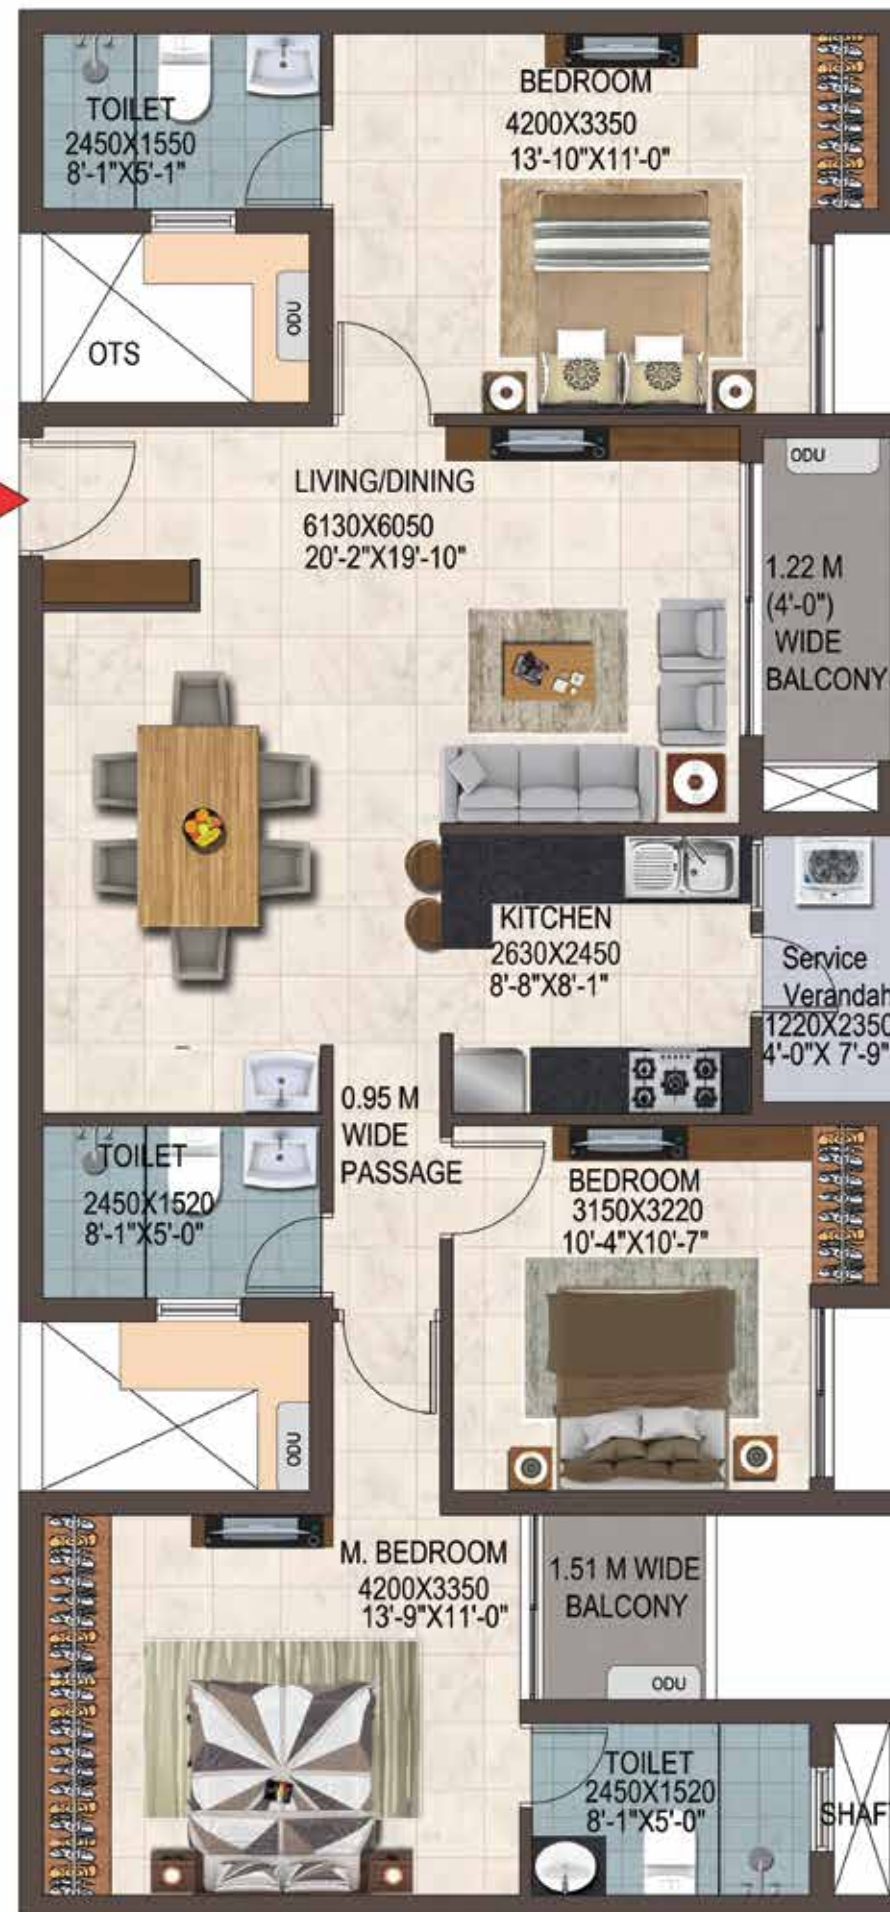 TOILET
2450X1550
8'-1"X5'-1"
BEDROOM
4200X3350
13'-10"X11'-0"
OTS
ODU
LIVING/DINING
6130X6050
20'-2"X19'-10"
ODU
1.22 M
(4'-0")
WIDE
BALCONY
KITCHEN
2630X2450
8'-8"X8'-1"
Service
Verandah
1220X2350
4'-0"X 7'-9"
0.95 M
WIDE
PASSAGE
TOILET
2450X1520
8'-1"X5'-0"
BEDROOM
3150X3220
10'-4"X10'-7"
ODU
M. BEDROOM
4200X3350
13'-9"X11'-0"
1.51 M WIDE
BALCONY
ODU
TOILET
2450X1520
8'-1"X5'-0"
SHAF